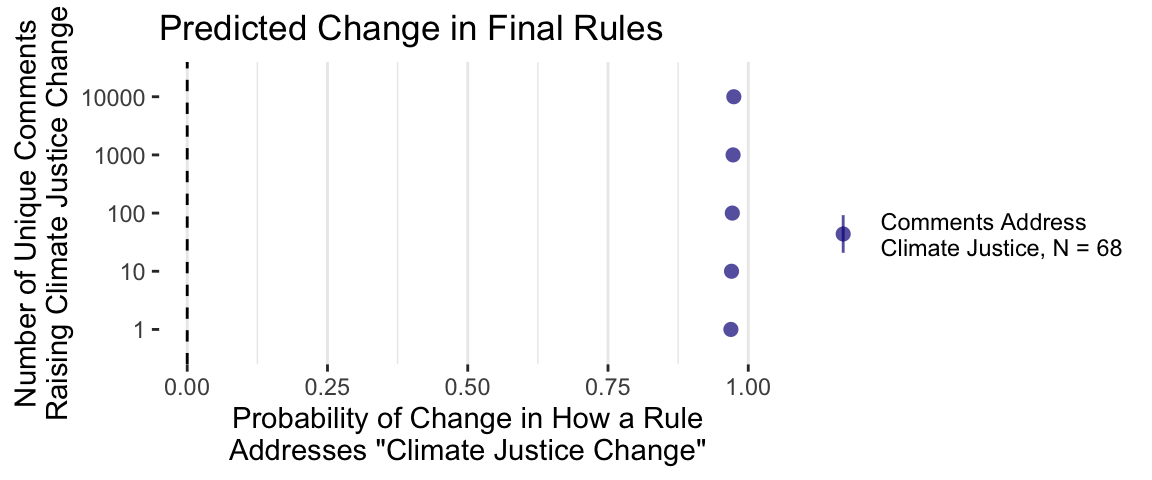 Predicted Change in Final Rules
Number of Unique Comments
Raising Climate Justice Change
10000
1000
100
10
1
0.00 0.25 0.50 0.75 1.00
Probability of Change in How a Rule
Addresses "Climate Justice Change"
Comments Address
Climate Justice, N = 68